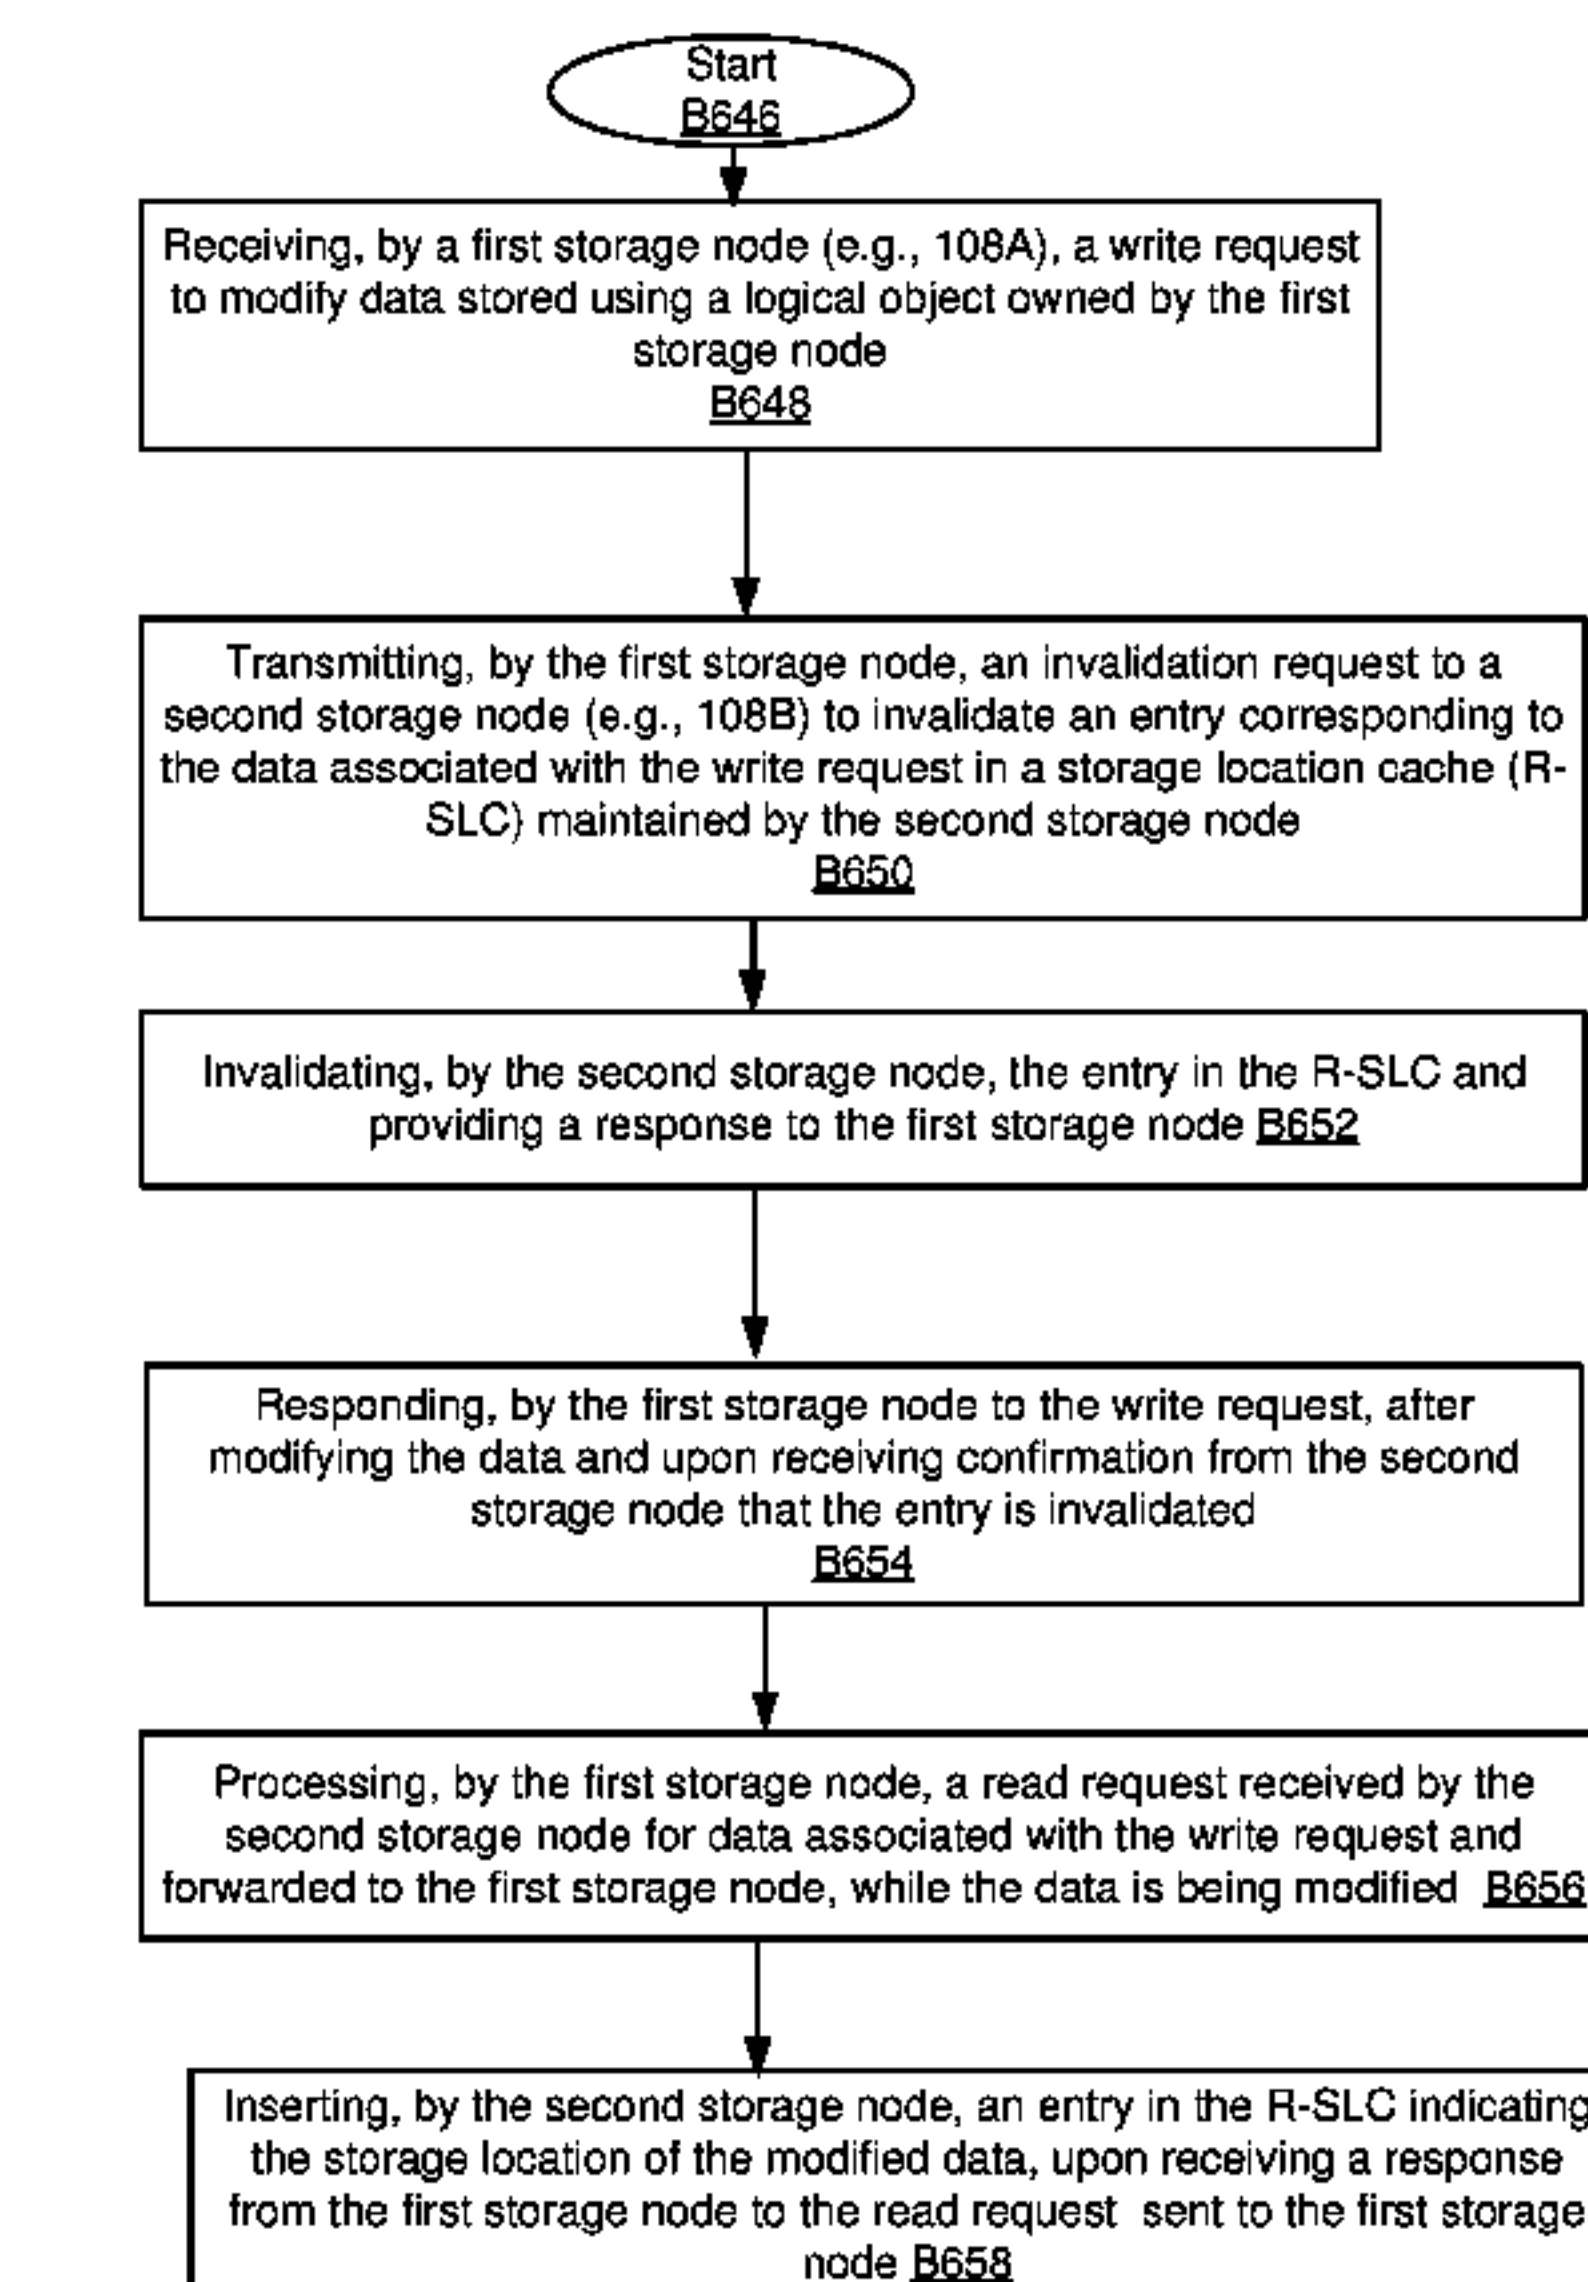 Start
B646
Receiving, by a first storage node (e.g., 108A), a write request
to modify data stored using a logical object owned by the first
storage node
B648
Transmitting, by the first storage node, an invalidation request to a
second storage node (e.g., 108B) to invalidate an entry corresponding to
the data associated with the write request in a storage location cache (R-
SLC) maintained by the second storage node
B650
Invalidating, by the second storage node, the entry in the R-SLC and
providing a response to the first storage node B652
Responding, by the first storage node to the write request, after
modifying the data and upon receiving confirmation from the second
storage node that the entry is invalidated
B654
Processing, by the first storage node, a read request received by the
second storage node for data associated with the write request and
forwarded to the first storage node, while the data is being modified B656
Inserting, by the second storage node, an entry in the R-SLC indicating
the storage location of the modified data, upon receiving a response
from the first storage node to the read request sent to the first storage
node B658